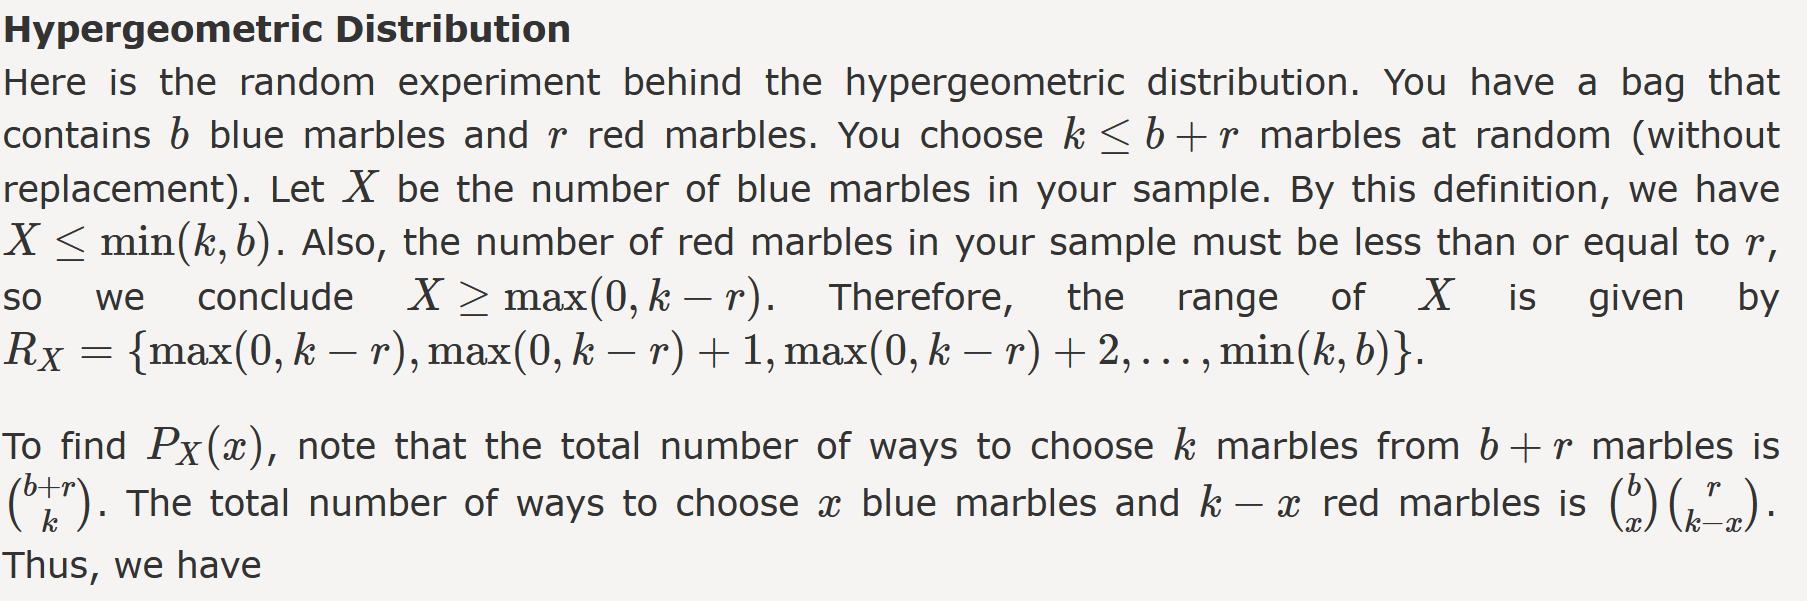 Hypergeometric Distribution
Here is the random experiment behind the hypergeometric distribution. You have a bag that
contains b blue marbles and r red marbles. You choose k ≤ b + r marbles at random (without
replacement). Let X be the number of blue marbles in your sample. By this definition, we have
X ≤ min(k, b). Also, the number of red marbles in your sample must be less than or equal to r,
so we conclude X ≥ max(0, k − r). Therefore, the range of X is given by
R_X = {max(0, k − r), max(0, k − r) + 1, max(0, k − r) + 2, . . . , min(k, b)}.
To find P_X(x), note that the total number of ways to choose k marbles from b + r marbles is
\binom{b+r}{k}. The total number of ways to choose x blue marbles and k − x red marbles is \binom{b}{x}\binom{r}{k−x}.
Thus, we have